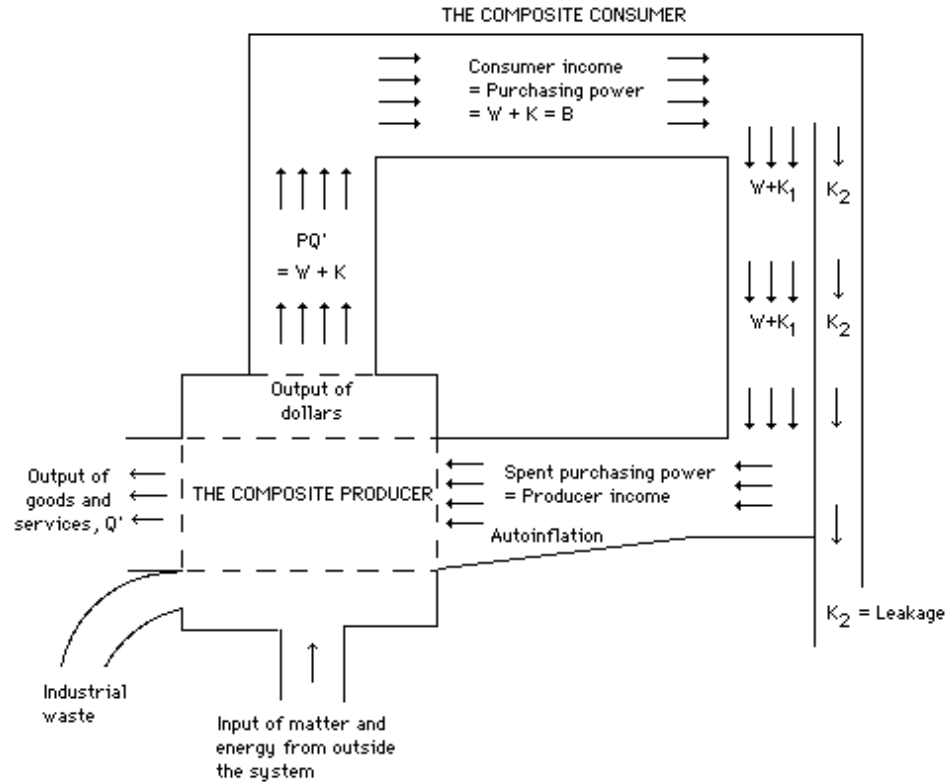 THE COMPOSITE CONSUMER
Consumer income
= Purchasing power
= W + K = B
W+K1
K2
PQ'
= W + K
W+K1
K2
Output of
dollars
Output of
goods and
services, Q'
THE COMPOSITE PRODUCER
Spent purchasing power
= Producer income
Autoinflation
K2 = Leakage
Industrial
waste
Input of matter and
energy from outside
the system